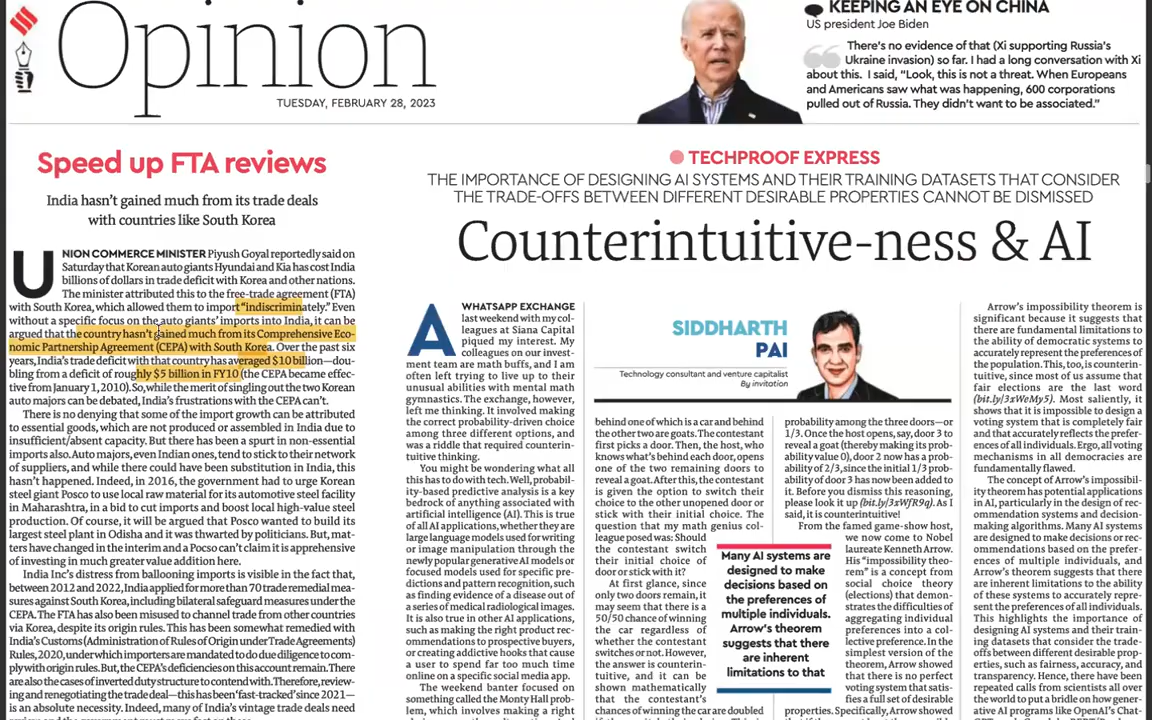 Opinion
TUESDAY, FEBRUARY 28, 2023
KEEPING AN EYE ON CHINA
US president Joe Biden
There's no evidence of that (Xi supporting Russia's
Ukraine invasion) so far. I had a long conversation with Xi
about this. I said, "Look, this is not a threat. When Europeans
and Americans saw what was happening, 600 corporations
pulled out of Russia. They didn't want to be associated."
Speed up FTA reviews
India hasn't gained much from its trade deals
with countries like South Korea
UNION COMMERCE MINISTER Piyush Goyal reportedly said on
Saturday that Korean auto giants Hyundai and Kia has cost India
billions of dollars in trade deficit with Korea and other nations.
The minister attributed this to the free-trade agreement (FTA)
with South Korea, which allowed them to import "indiscriminately." Even
without a specific focus on the auto giants' imports into India, it can be
argued that the country hasn't gained much from its Comprehensive Eco-
nomic Partnership Agreement (CEPA) with South Korea. Over the past six
years, India's trade deficit with that country has averaged $10 billion—dou-
bling from a deficit of roughly $5 billion in FY10 (the CEPA became effec-
tive from January 1, 2010). So, while the merit of singling out the two Korean
auto majors can be debated, India's frustrations with the CEPA can't.
There is no denying that some of the import growth can be attributed
to essential goods, which are not produced or assembled in India due to
insufficient/absent capacity. But there has been a spurt in non-essential
imports also. Auto majors, even Indian ones, tend to stick to their network
of suppliers, and while there could have been substitution in India, this
hasn't happened. Indeed, in 2016, the government had to urge Korean
steel giant Posco to use local raw material for its automotive steel facility
in Maharashtra, in a bid to cut imports and boost local high-value steel
production. Of course, it will be argued that Posco wanted to build its
largest steel plant in Odisha and it was thwarted by politicians. But, mat-
ters have changed in the interim and a Pocso can't claim it is apprehensive
of investing in much greater value addition here.
India Inc's distress from ballooning imports is visible in the fact that,
between 2012 and 2022, India applied for more than 70 trade remedial mea-
sures against South Korea, including bilateral safeguard measures under the
CEPA. The FTA has also been misused to channel trade from other countries
via Korea, despite its origin rules. This has been somewhat remedied with
India's Customs (Administration of Rules of Origin under Trade Agreements)
Rules, 2020, under which importers are mandated to do due diligence to com-
ply with origin rules. But, the CEPA's deficiencies on this account remain. There
are also the cases of inverted duty structure to contend with. Therefore, review-
ing and renegotiating the trade deal—this has been 'fast-tracked' since 2021—
is an absolute necessity. Indeed, many of India's vintage trade deals need
TECHPROOF EXPRESS
THE IMPORTANCE OF DESIGNING AI SYSTEMS AND THEIR TRAINING DATASETS THAT CONSIDER
THE TRADE-OFFS BETWEEN DIFFERENT DESIRABLE PROPERTIES CANNOT BE DISMISSED
Counterintuitive-ness & AI
A WHATSAPP EXCHANGE
last weekend with my col-
leagues at Siana Capital
piqued my interest. My
colleagues on our invest-
ment team are math buffs, and I am
often left trying to live up to their
unusual abilities with mental math
gymnastics. The exchange, however,
left me thinking. It involved making
the correct probability-driven choice
among three different options, and
was a riddle that required counterin-
tuitive thinking.
You might be wondering what all
this has to do with tech. Well, probabil-
ity-based predictive analysis is a key
bedrock of anything associated with
artificial intelligence (AI). This is true
of all AI applications, whether they are
large language models used for writing
or image manipulation through the
newly popular generative AI models or
focused models used for specific pre-
dictions and pattern recognition, such
as finding evidence of a disease out of
a series of medical radiological images.
It is also true in other AI applications,
such as making the right product rec-
ommendations to prospective buyers,
or creating addictive hooks that cause
a user to spend far too much time
online on a specific social media app.
The weekend banter focused on
something called the Monty Hall prob-
lem, which involves making a right
SIDDHARTH
PAI
Technology consultant and venture capitalist
By invitation
behind one of which is a car and behind
the other two are goats. The contestant
first picks a door. Then, the host, who
knows what's behind each door, opens
one of the two remaining doors to
reveal a goat. After this, the contestant
is given the option to switch their
choice to the other unopened door or
stick with their initial choice. The
question that my math genius col-
league posed was: Should
the contestant switch
their initial choice of
door or stick with it?
At first glance, since
only two doors remain, it
may seem that there is a
50/50 chance of winning
the car regardless of
whether the contestant
switches or not. However,
the answer is counterin-
tuitive, and it can be
shown mathematically
that the contestant's
chances of winning the car are doubled
Many AI systems are
designed to make
decisions based on
the preferences of
multiple individuals.
Arrow's theorem
suggests that there
are inherent
limitations to that
probability among the three doors—or
1/3. Once the host opens, say, door 3 to
reveal a goat (thereby making its prob-
ability value 0), door 2 now has a prob-
ability of 2/3, since the initial 1/3 prob-
ability of door 3 has now been added to
it. Before you dismiss this reasoning,
please look it up (bit.ly/3xWfR9q). As I
said, it is counterintuitive!
From the famed game-show host,
we now come to Nobel
laureate Kenneth Arrow.
His "impossibility theo-
rem" is a concept from
social choice theory
(elections) that demon-
strates the difficulties of
aggregating individual
preferences into a col-
lective preference. In the
simplest version of the
theorem, Arrow showed
that there is no perfect
voting system that satis-
fies a full set of desirable
properties. Specifically, Arrow showed
Arrow's impossibility theorem is
significant because it suggests that
there are fundamental limitations to
the ability of democratic systems to
accurately represent the preferences of
the population. This, too, is counterin-
tuitive, since most of us assume that
fair elections are the last word
(bit.ly/3zWeMy5). Most saliently, it
shows that it is impossible to design a
voting system that is completely fair
and that accurately reflects the prefer-
ences of all individuals. Ergo, all voting
mechanisms in all democracies are
fundamentally flawed.
The concept of Arrow's impossibil-
ity theorem has potential applications
in AI, particularly in the design of rec-
ommendation systems and decision-
making algorithms. Many AI systems
are designed to make decisions or rec-
ommendations based on the prefer-
ences of multiple individuals, and
Arrow's theorem suggests that there
are inherent limitations to the ability
of these systems to accurately repre-
sent the preferences of all individuals.
This highlights the importance of
designing AI systems and their train-
ing datasets that consider the trade-
offs between different desirable prop-
erties, such as fairness, accuracy, and
transparency. Hence, there have been
repeated calls from scientists all over
the world to put a bridle on how gener-
ative AI programs like OpenAI's Chat-